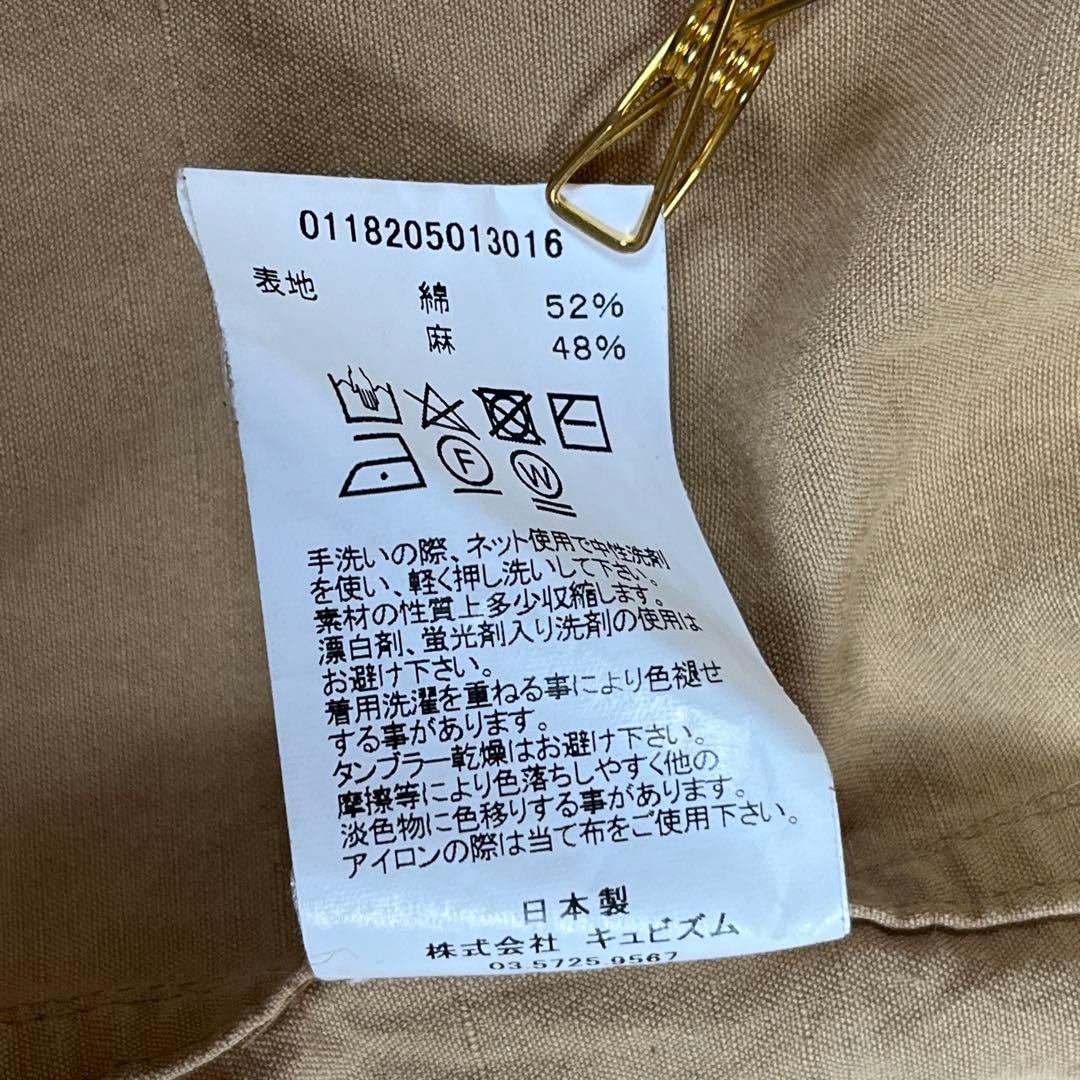 0118205013016
表地 綿 52%
麻 48%
F W
手洗いの際、ネット使用で中性洗剤
を使い、軽く押し洗いして下さい。
素材の性質上多少収縮します。
漂白剤、蛍光剤入り洗剤の使用は
お避け下さい。
着用洗濯を重ねる事により色褪せ
する事があります。
タンブラー乾燥はお避け下さい。
摩擦等により色落ちしやすく他の
淡色物に色移りする事があります。
アイロンの際は当て布をご使用下さい。
日本製
株式会社 キュビズム
03.5725.9567